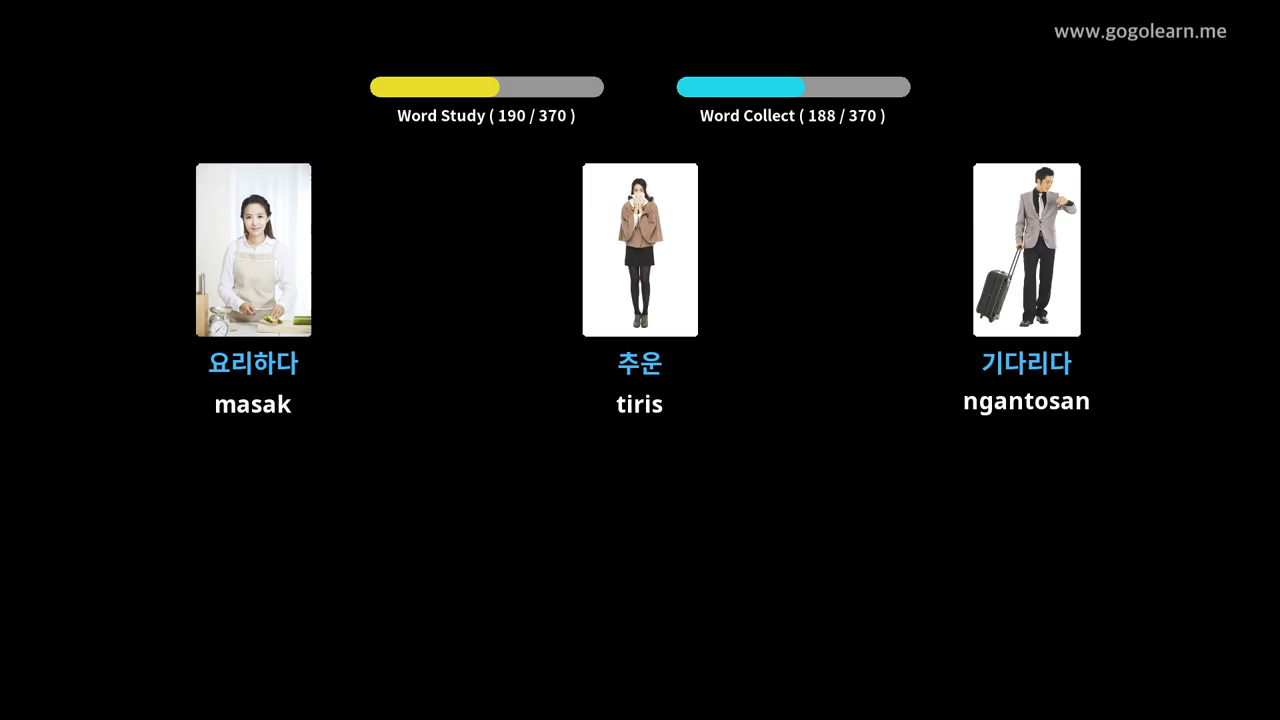 www.gogolearn.me
Word Study ( 190 / 370 )
Word Collect ( 188 / 370 )
요리하다
masak
추운
tiris
기다리다
ngantosan